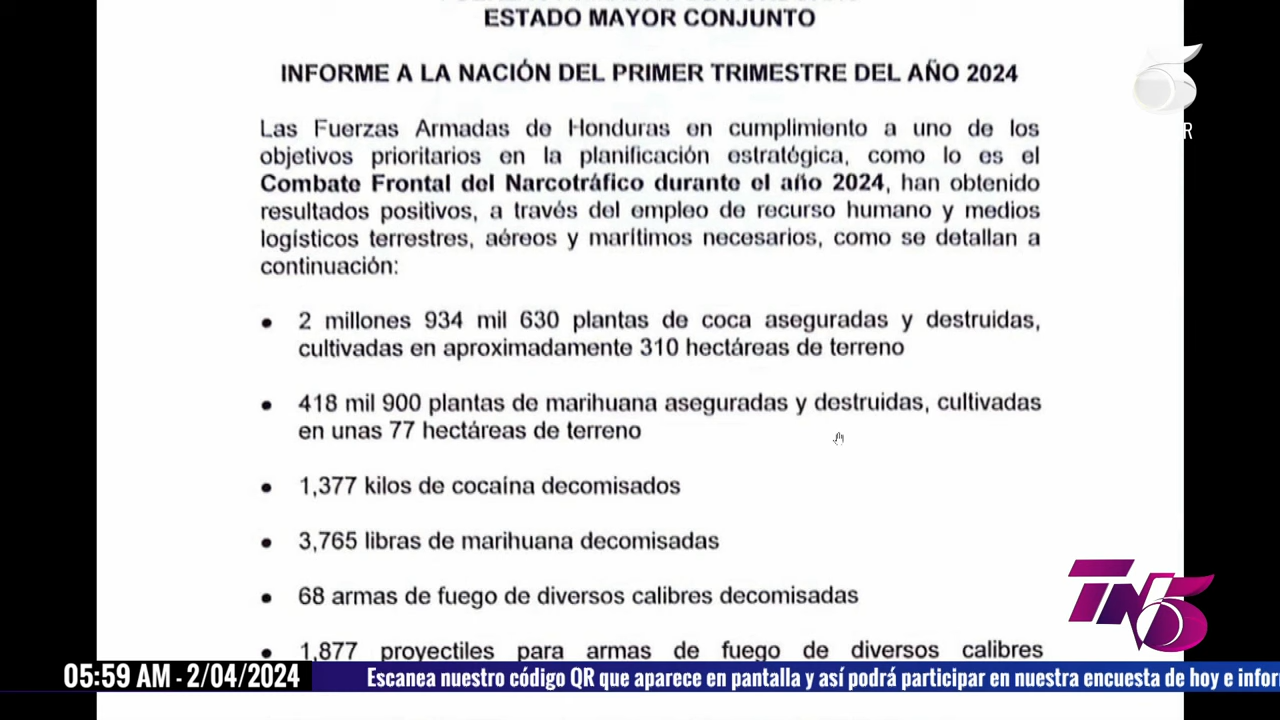 ESTADO MAYOR CONJUNTO
INFORME A LA NACIÓN DEL PRIMER TRIMESTRE DEL AÑO 2024
Las Fuerzas Armadas de Honduras en cumplimiento a uno de los
objetivos prioritarios en la planificación estratégica, como lo es el
Combate Frontal del Narcotráfico durante el año 2024, han obtenido
resultados positivos, a través del empleo de recurso humano y medios
logísticos terrestres, aéreos y marítimos necesarios, como se detallan a
continuación:
• 2 millones 934 mil 630 plantas de coca aseguradas y destruidas,
cultivadas en aproximadamente 310 hectáreas de terreno
• 418 mil 900 plantas de marihuana aseguradas y destruidas, cultivadas
en unas 77 hectáreas de terreno
• 1,377 kilos de cocaína decomisados
• 3,765 libras de marihuana decomisadas
• 68 armas de fuego de diversos calibres decomisadas
• 1,877 proyectiles para armas de fuego de diversos calibres
5
R
TN5
05:59 AM - 2/04/2024
Escanea nuestro código QR que aparece en pantalla y así podrá participar en nuestra encuesta de hoy e infor